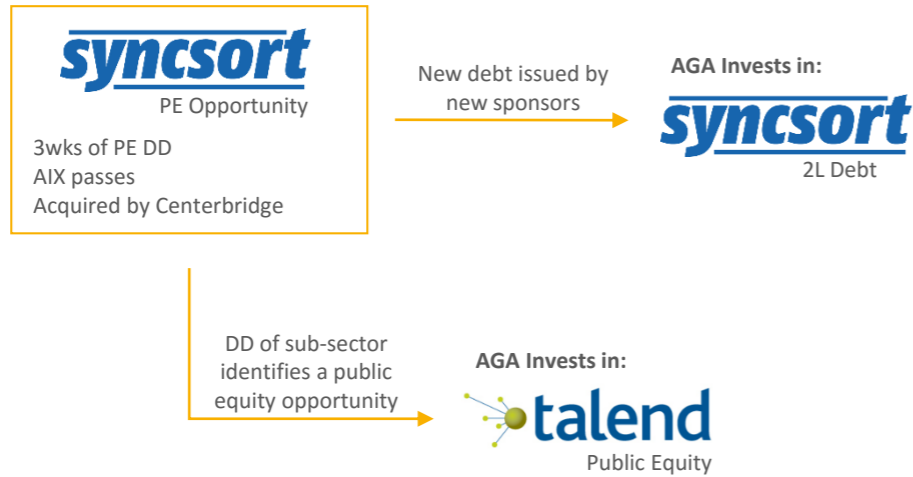 syncsort
PE Opportunity
3wks of PE DD
AIX passes
Acquired by Centerbridge
New debt issued by
new sponsors
AGA Invests in:
syncsort
2L Debt
DD of sub-sector
identifies a public
equity opportunity
AGA Invests in:
talend
Public Equity